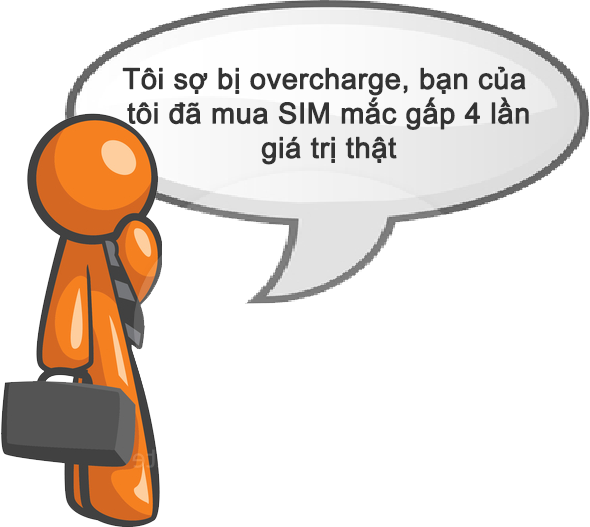 Tôi sợ bị overcharge, bạn của
tôi đã mua SIM mắc gấp 4 lần
giá trị thật